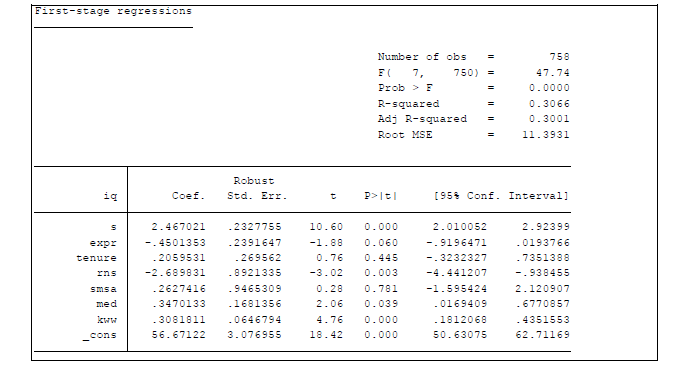 First-stage regressions
Number of obs = 758
F( 7, 750) = 47.74
Prob > F = 0.0000
R-squared = 0.3066
Adj R-squared = 0.3001
Root MSE = 11.3931
Robust
iq Coef. Std. Err. t P>|t| [95% Conf. Interval]
s 2.467021 .2327755 10.60 0.000 2.010052 2.92399
expr -.4501353 .2391647 -1.88 0.060 -.9196471 .0193766
tenure .2059531 .269562 0.76 0.445 -.3232327 .7351388
rns -2.689831 .8921335 -3.02 0.003 -4.441207 -.938455
smsa .2627416 .9465309 0.28 0.781 -1.595424 2.120907
med .3470133 .1681356 2.06 0.039 .0169409 .6770857
kww .3081811 .0646794 4.76 0.000 .1812068 .4351553
_cons 56.67122 3.076955 18.42 0.000 50.63075 62.71169